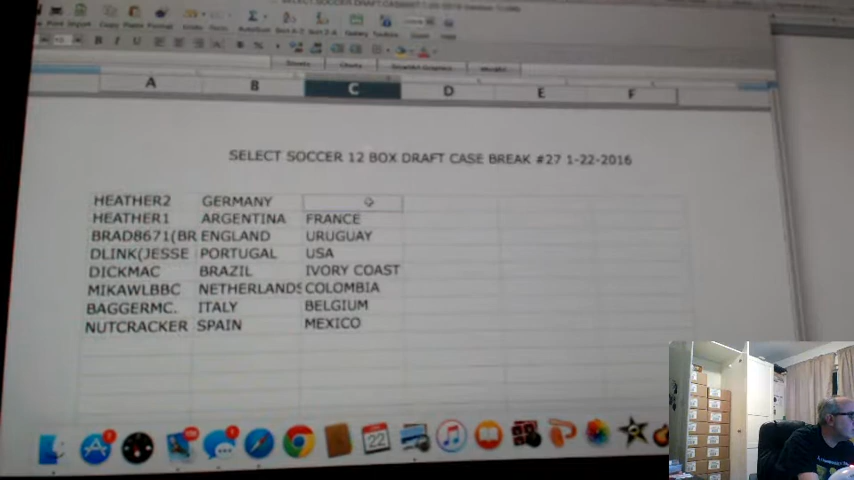 A B C D E F
SELECT SOCCER 12 BOX DRAFT CASE BREAK #27 1-22-2016
HEATHER2 GERMANY
HEATHER1 ARGENTINA FRANCE
BRAD8671(BR ENGLAND URUGUAY
DLINK(JESSE PORTUGAL USA
DICKMAC BRAZIL IVORY COAST
MIKAWLBBC NETHERLANDS COLOMBIA
BAGGERMC. ITALY BELGIUM
NUTCRACKER SPAIN MEXICO
22